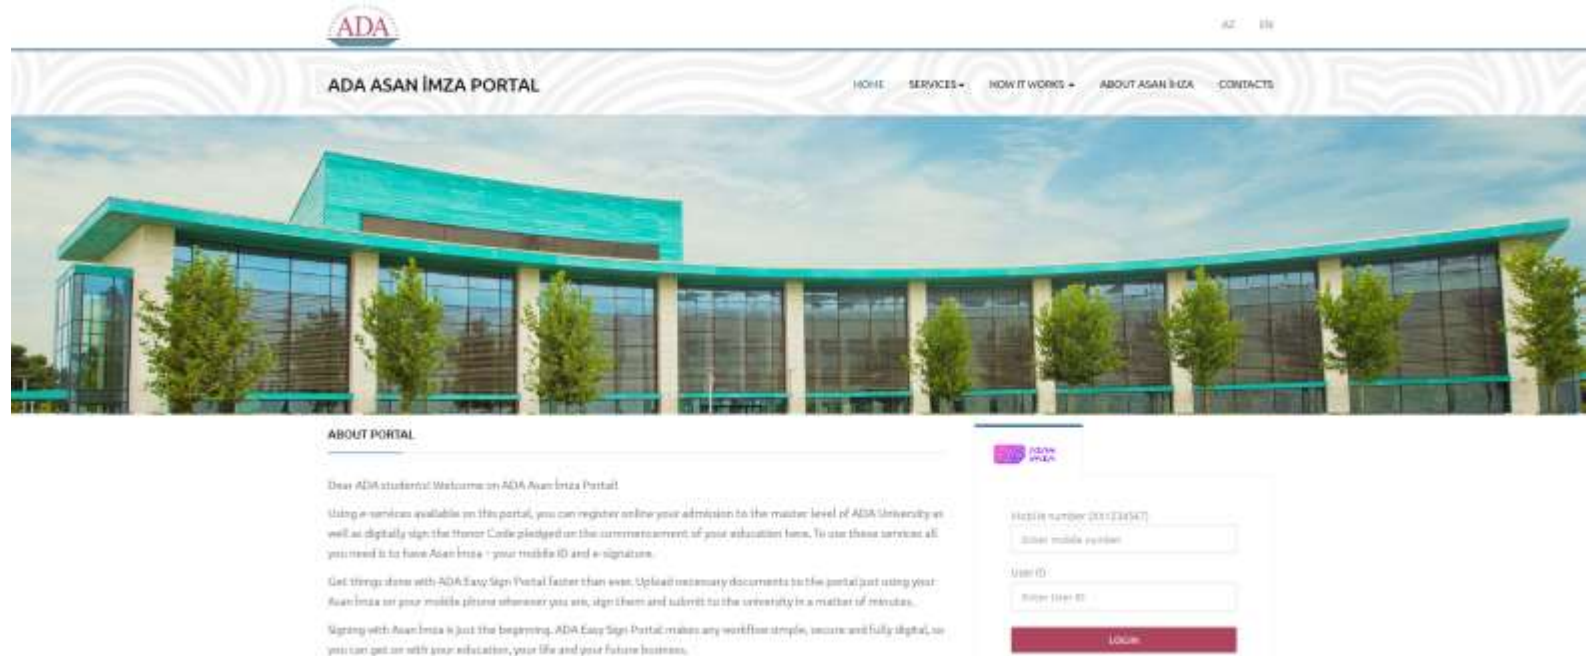 ADA
AZ EN
ADA ASAN İMZA PORTAL
HOME SERVICES HOW IT WORKS ABOUT ASAN İMZA CONTACTS
ABOUT PORTAL
ASAN
İMZA
Dear ADA students! Welcome on ADA Asan İmza Portal!
Using e-services available on this portal, you can register online your admission to the master level of ADA University as
well as digitally sign the Honor Code pledged on the commencement of your education here. To use these services all
you need is to have Asan İmza - your mobile ID and e-signature.
Get things done with ADA Easy Sign Portal faster than ever. Upload necessary documents to the portal just using your
Asan İmza on your mobile phone wherever you are, sign them and submit to the university in a matter of minutes.
Signing with Asan İmza is just the beginning. ADA Easy Sign Portal makes any workflow simple, secure and fully digital, so
you can get on with your education, your life and your future business.
Mobile number (XX1234567)
Enter mobile number
User ID
Enter User ID
LOGIN